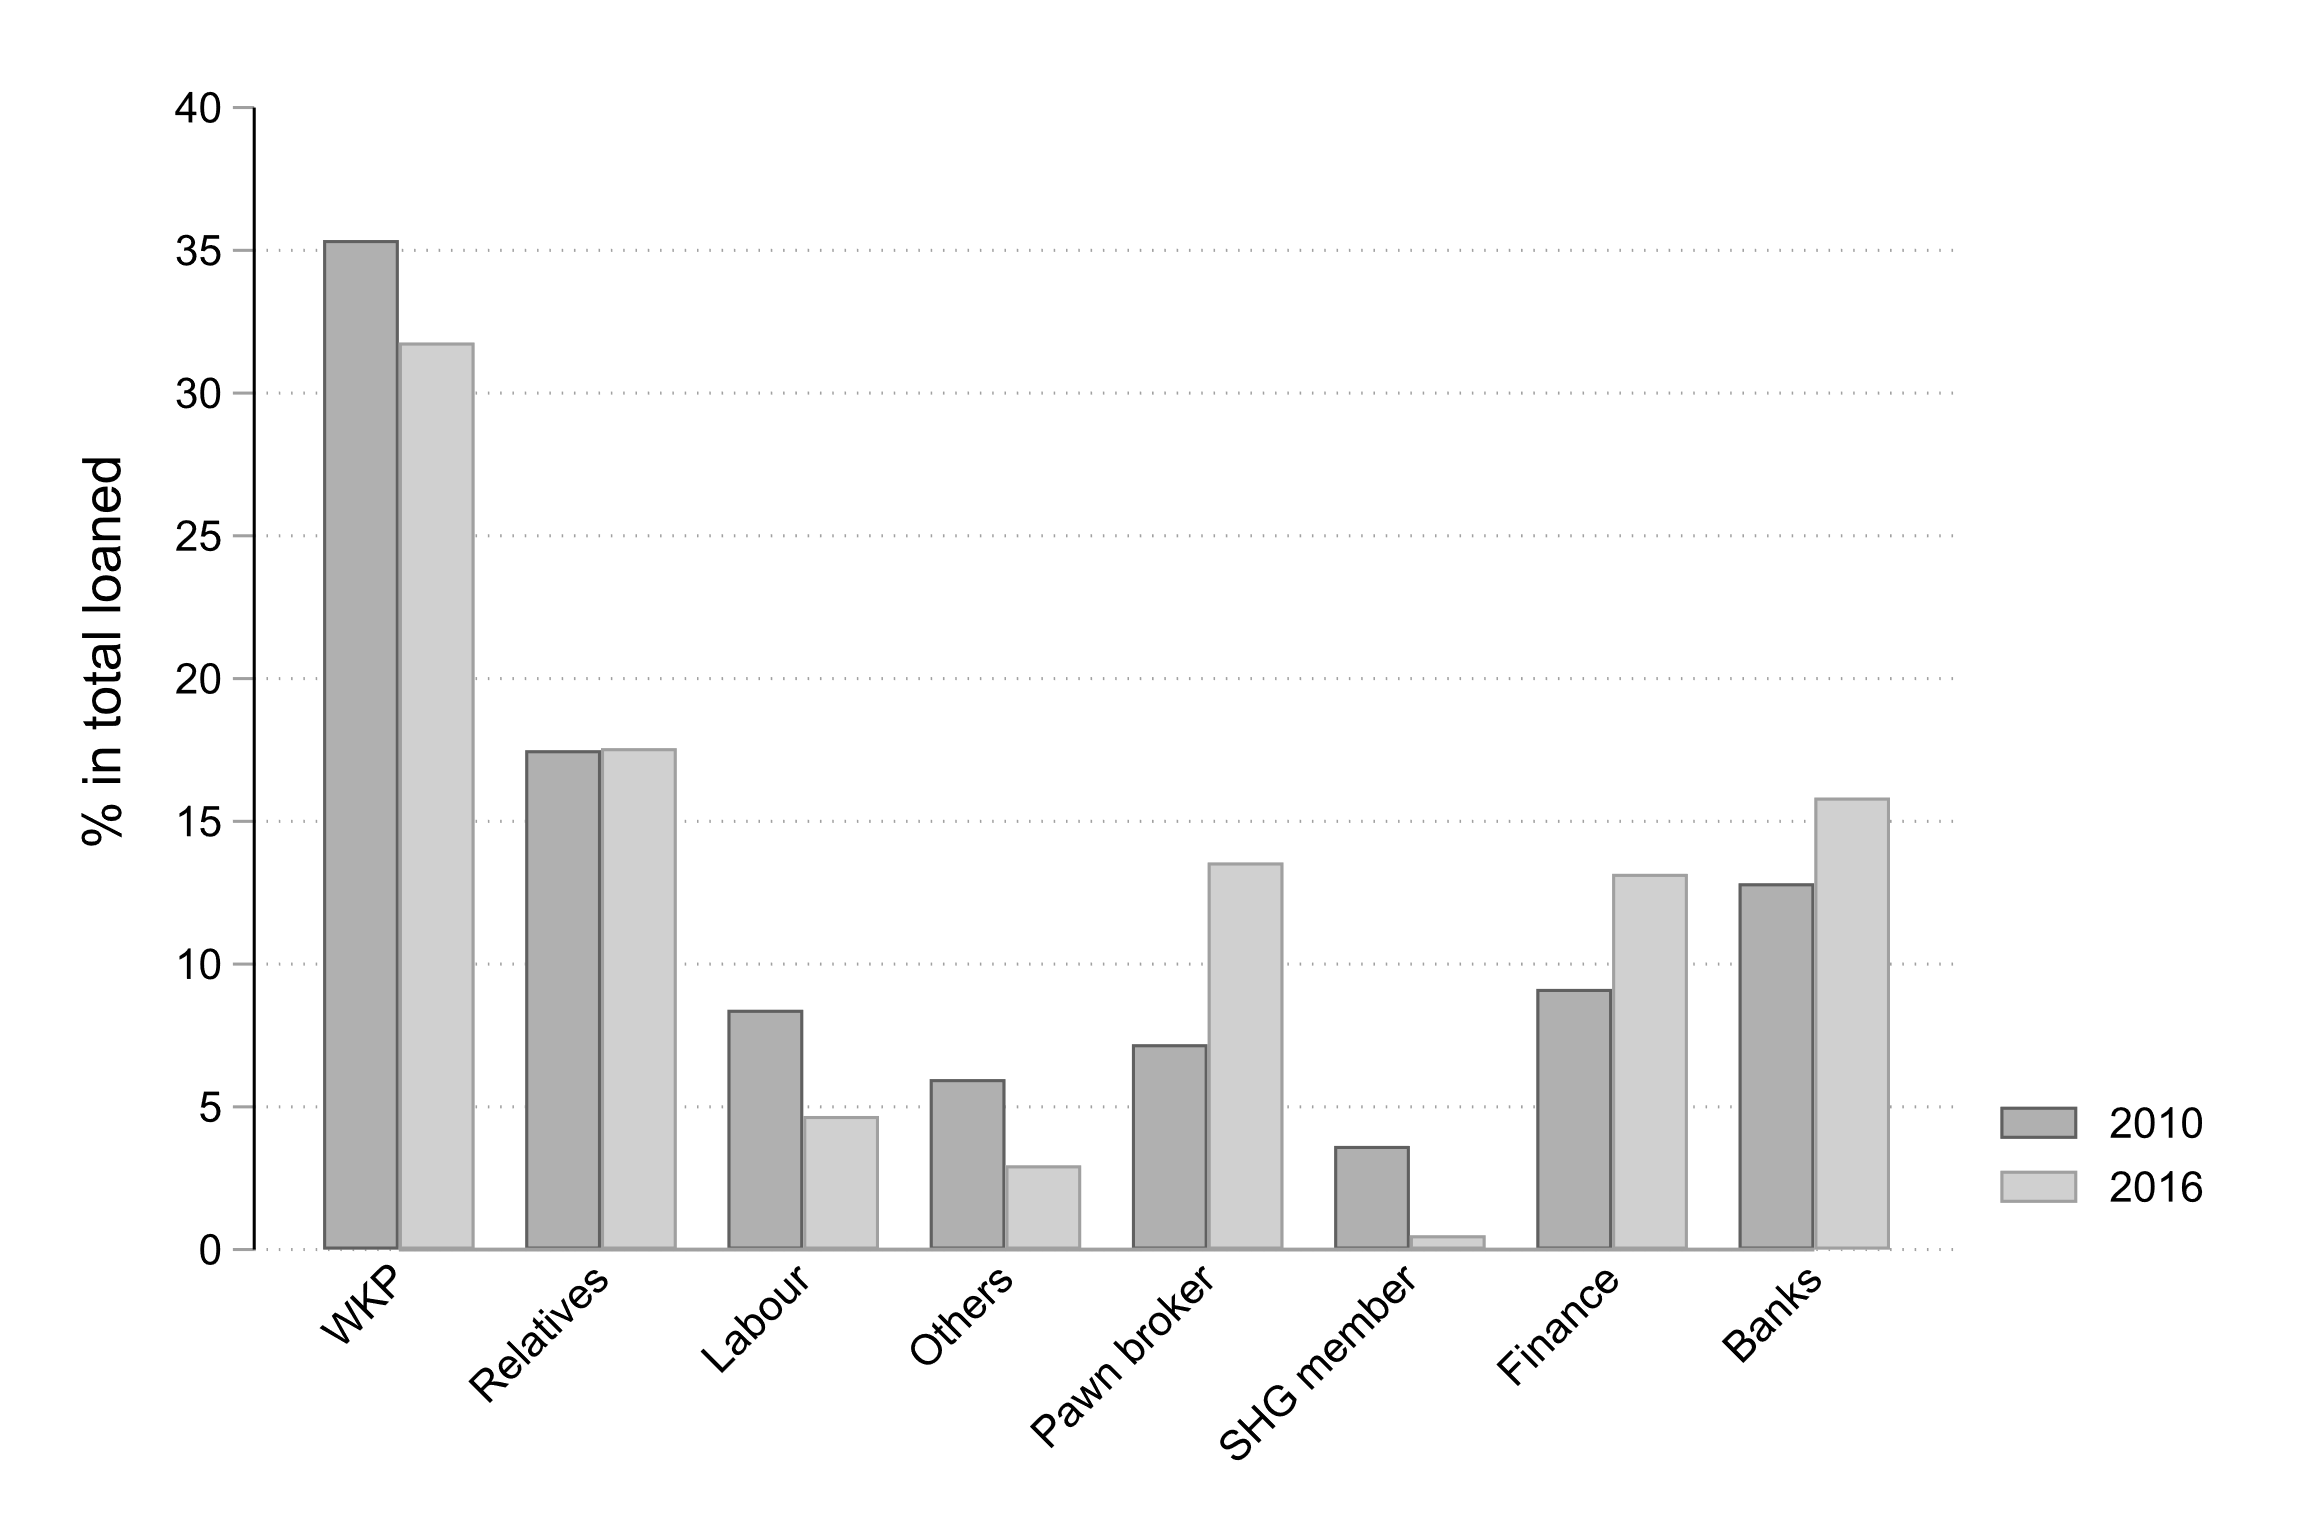 % in total loaned
40
35
30
25
20
15
10
5
0
WKP
Relatives
Labour
Others
Pawn broker
SHG member
Finance
Banks
2010
2016